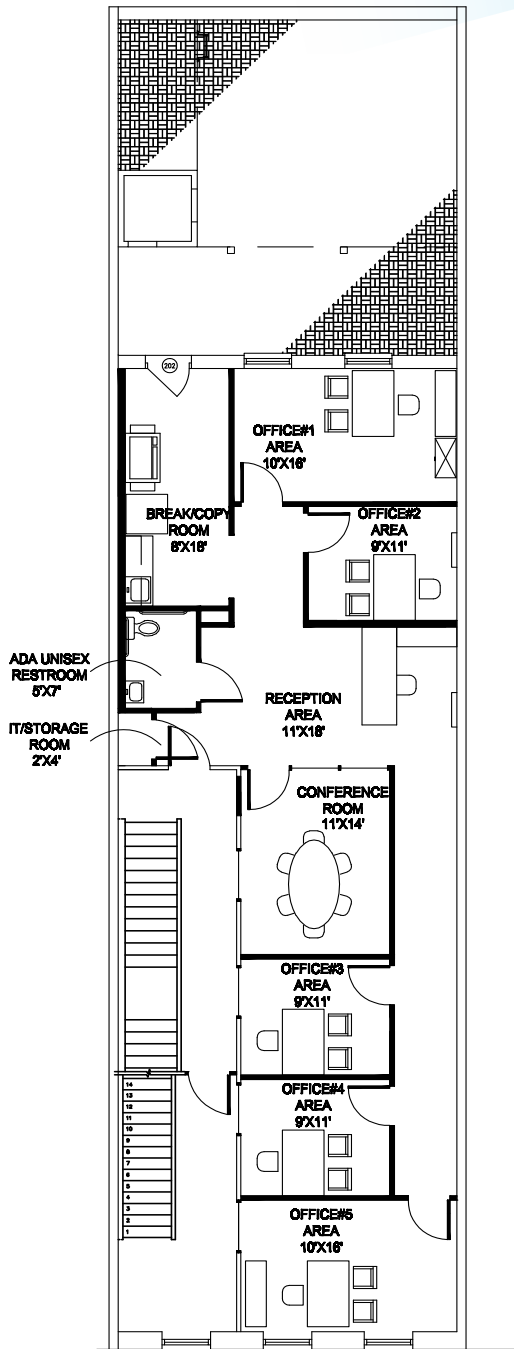 202
OFFICE#1
AREA
10'X16'
OFFICE#2
AREA
9'X11'
BREAK/COPY
ROOM
8'X18'
ADA UNISEX
RESTROOM
5'X7'
RECEPTION
AREA
11'X18'
IT/STORAGE
ROOM
2'X4'
CONFERENCE
ROOM
11'X14'
OFFICE#3
AREA
9'X11'
14
13
12
11
10
9
8
7
6
5
4
3
2
1
OFFICE#4
AREA
9'X11'
OFFICE#5
AREA
10'X16'